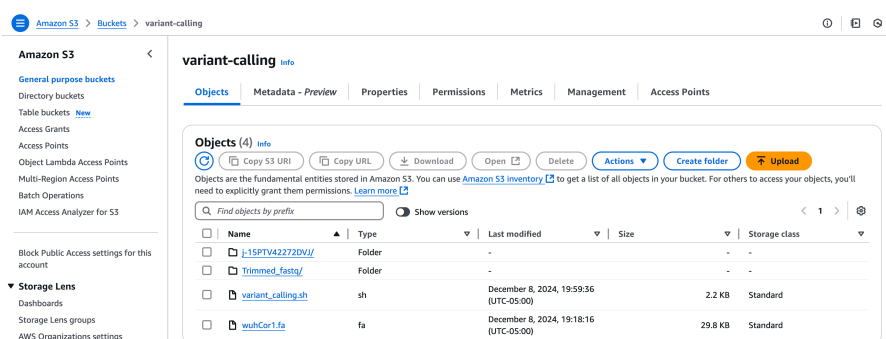 Amazon S3 > Buckets > variant-calling
Amazon S3
General purpose buckets
Directory buckets
Table buckets New
Access Grants
Access Points
Object Lambda Access Points
Multi-Region Access Points
Batch Operations
IAM Access Analyzer for S3
Block Public Access settings for this
account
Storage Lens
Dashboards
Storage Lens groups
AWS Organizations settings
variant-calling Info
Objects Metadata - Preview Properties Permissions Metrics Management Access Points
Objects (4) Info
Copy S3 URI Copy URL Download Open Delete Actions Create folder Upload
Objects are the fundamental entities stored in Amazon S3. You can use Amazon S3 inventory to get a list of all objects in your bucket. For others to access your objects, you'll
need to explicitly grant them permissions. Learn more
Find objects by prefix Show versions 1
Name Type Last modified Size Storage class
j-15PTV42272DVJ/ Folder - - -
Trimmed_fastq/ Folder - - -
variant_calling.sh sh December 8, 2024, 19:59:36 (UTC-05:00) 2.2 KB Standard
wuhCor1.fa fa December 8, 2024, 19:18:16 (UTC-05:00) 29.8 KB Standard